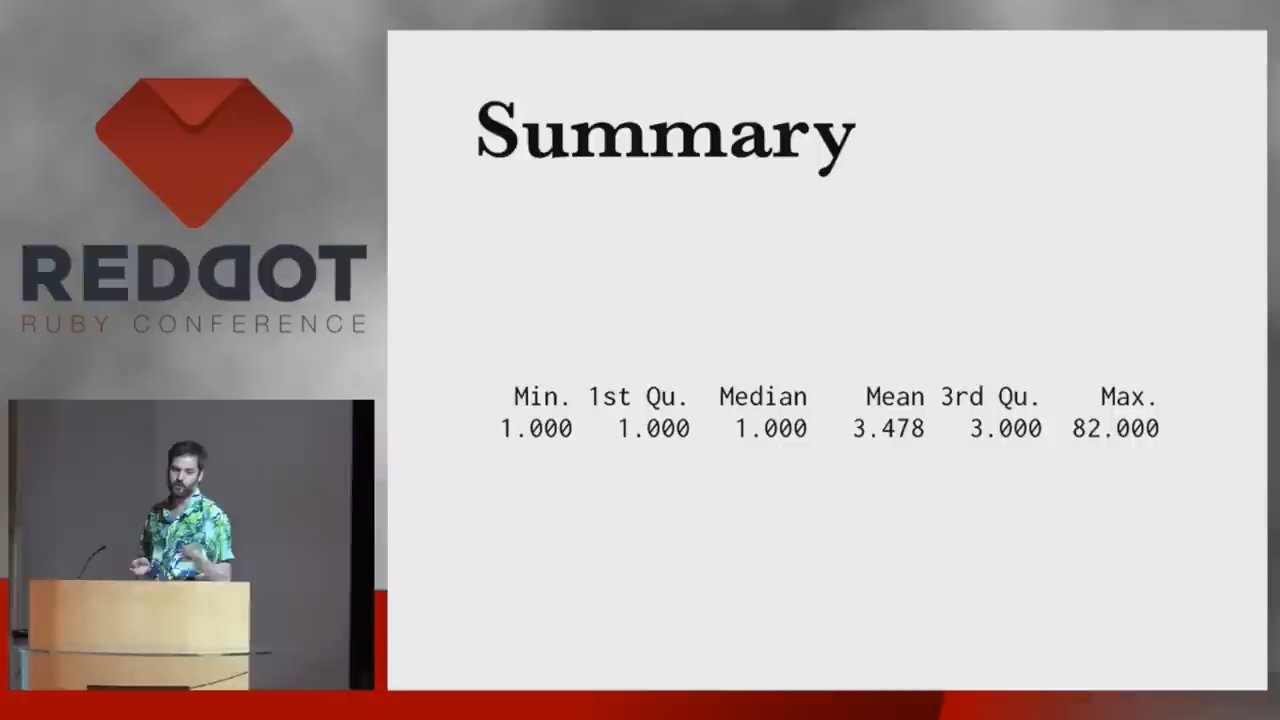 REDDOT
RUBY CONFERENCE
Summary
Min. 1st Qu. Median Mean 3rd Qu. Max.
1.000 1.000 1.000 3.478 3.000 82.000